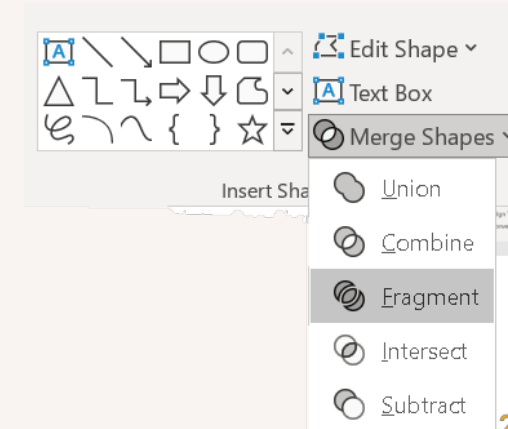 Edit Shape
Text Box
Merge Shapes
Insert Sha
Union
Combine
Fragment
Intersect
Subtract